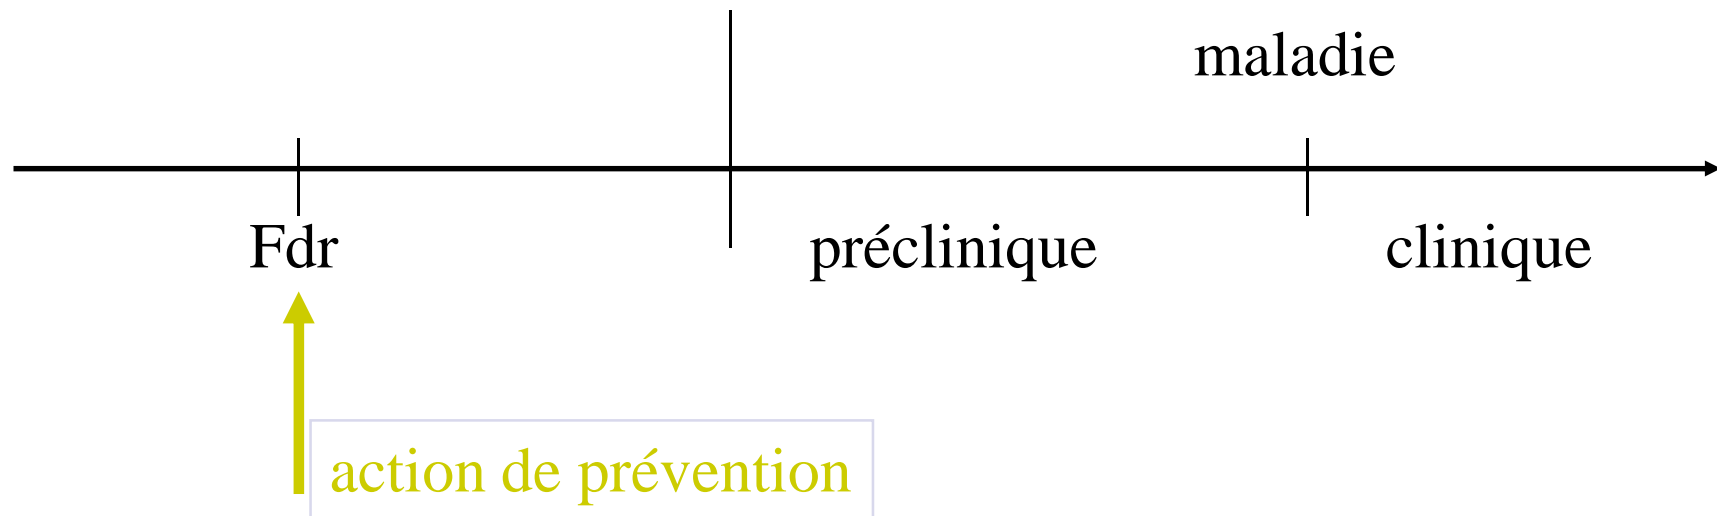 maladie
Fdr
préclinique
clinique
action de prévention